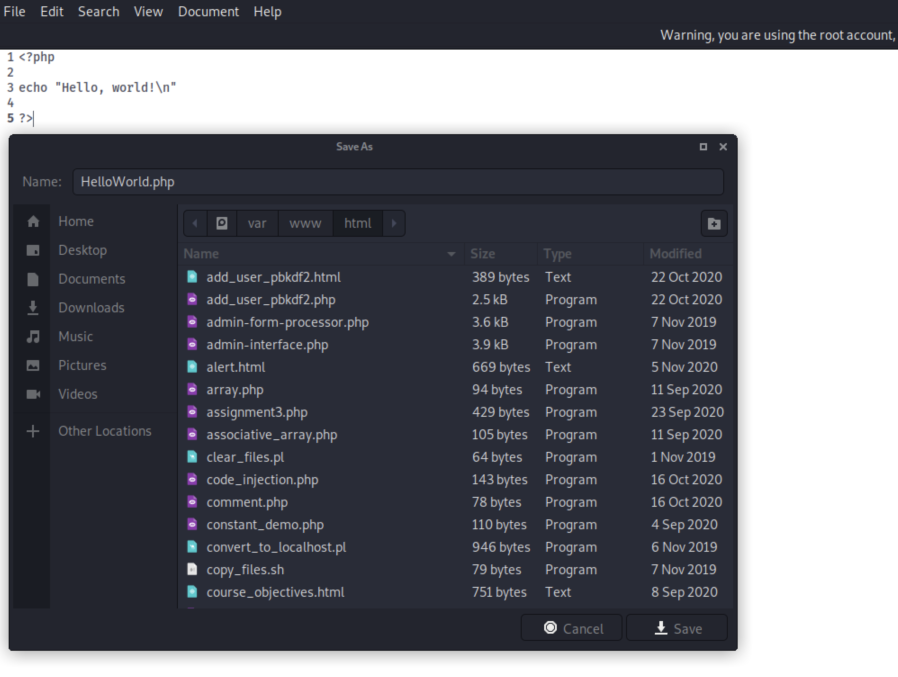 File Edit Search View Document Help
Warning, you are using the root account,
1 <?php
2
3 echo "Hello, world!\n"
4
5 ?>
Save As
Name: HelloWorld.php
Home
Desktop
Documents
Downloads
Music
Pictures
Videos
Other Locations
var www html
Name Size Type Modified
add_user_pbkdf2.html 389 bytes Text 22 Oct 2020
add_user_pbkdf2.php 2.5 kB Program 22 Oct 2020
admin-form-processor.php 3.6 kB Program 7 Nov 2019
admin-interface.php 3.9 kB Program 7 Nov 2019
alert.html 669 bytes Text 5 Nov 2020
array.php 94 bytes Program 11 Sep 2020
assignment3.php 429 bytes Program 23 Sep 2020
associative_array.php 105 bytes Program 11 Sep 2020
clear_files.pl 64 bytes Program 1 Nov 2019
code_injection.php 143 bytes Program 16 Oct 2020
comment.php 78 bytes Program 16 Oct 2020
constant_demo.php 110 bytes Program 4 Sep 2020
convert_to_localhost.pl 946 bytes Program 6 Nov 2019
copy_files.sh 79 bytes Program 7 Nov 2019
course_objectives.html 751 bytes Text 8 Sep 2020
Cancel Save